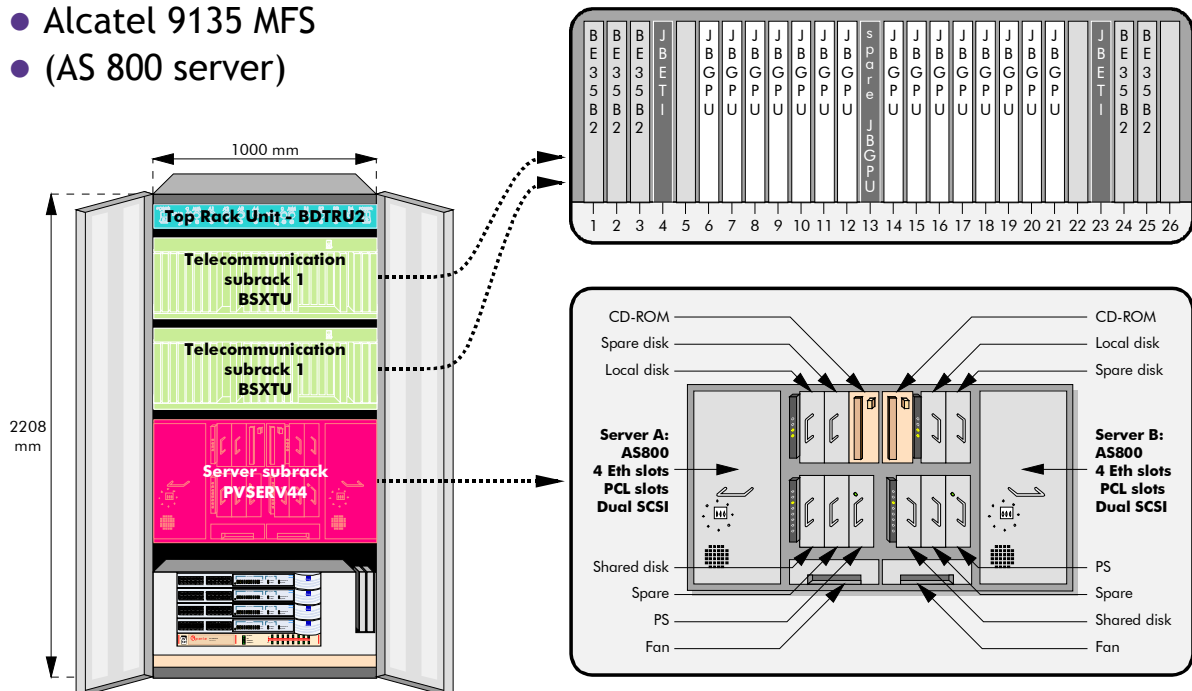 Alcatel 9135 MFS
(AS 800 server)
BE35B2
BE35B2
BE35B2
JBETI
JBGPU
JBGPU
JBGPU
JBGPU
JBGPU
JBGPU
JBGPU
spare JBGPU
JBGPU
JBGPU
JBGPU
JBGPU
JBGPU
JBGPU
JBGPU
JBGPU
JBETI
BE35B2
BE35B2
1 2 3 4 5 6 7 8 9 10 11 12 13 14 15 16 17 18 19 20 21 22 23 24 25 26
1000 mm
2208
mm
Top Rack Unit - BDTRU2
Telecommunication
subrack 1
BSXTU
Telecommunication
subrack 1
BSXTU
Server subrack
PVSERV44
CD-ROM
Spare disk
Local disk
Server A:
AS800
4 Eth slots
PCL slots
Dual SCSI
Shared disk
Spare
PS
Fan
CD-ROM
Local disk
Spare disk
Server B:
AS800
4 Eth slots
PCL slots
Dual SCSI
PS
Spare
Shared disk
Fan